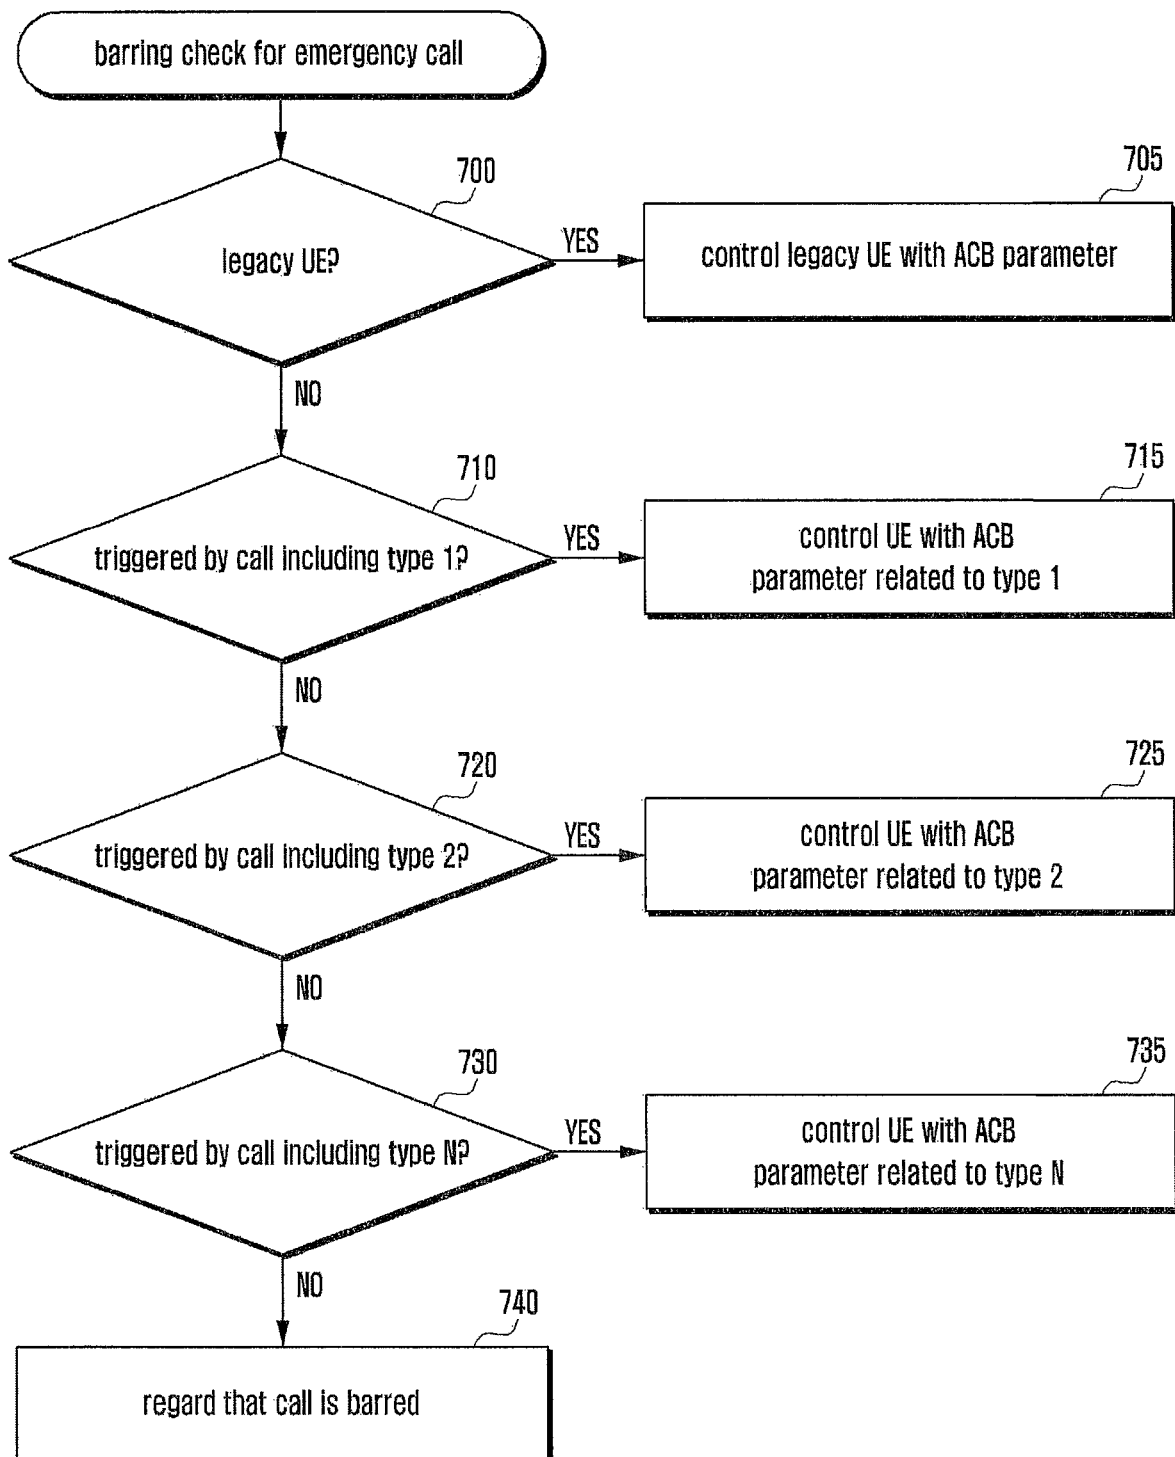 barring check for emergency call
700
legacy UE?
YES
705
control legacy UE with ACB parameter
NO
710
triggered by call including type 1?
YES
715
control UE with ACB
parameter related to type 1
NO
720
triggered by call including type 2?
YES
725
control UE with ACB
parameter related to type 2
NO
730
triggered by call including type N?
YES
735
control UE with ACB
parameter related to type N
NO
740
regard that call is barred